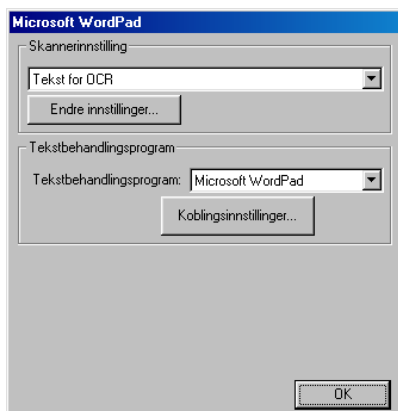 Microsoft WordPad
Skannerinnstilling
Tekst for OCR
Endre innstillinger...
Tekstbehandlingsprogram
Tekstbehandlingsprogram: Microsoft WordPad
Koblingsinnstillinger...
OK